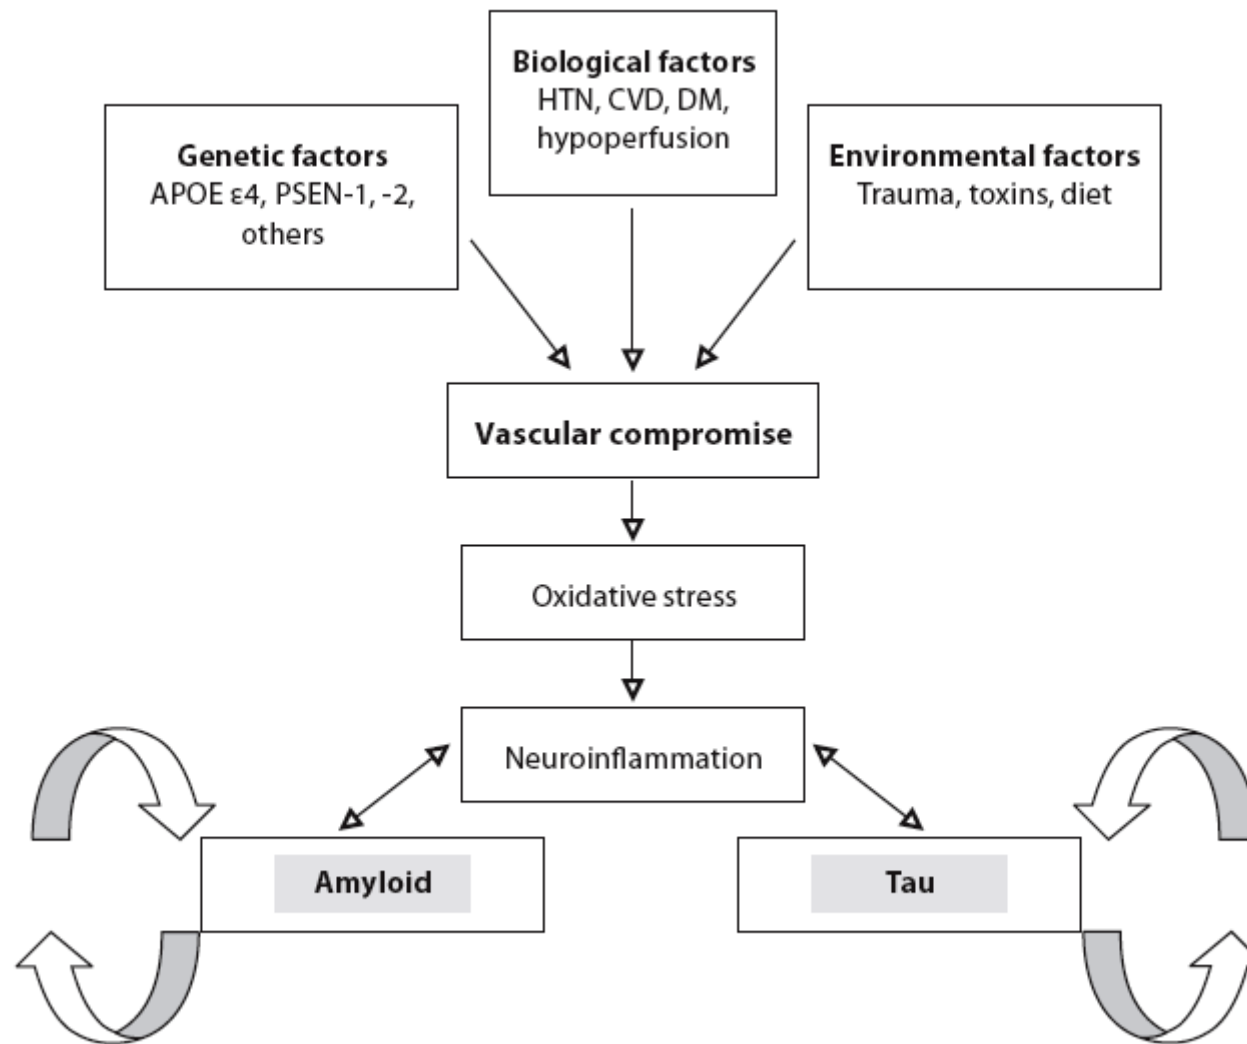 Biological factors
HTN, CVD, DM,
hypoperfusion
Genetic factors
APOE ε4, PSEN-1, -2,
others
Environmental factors
Trauma, toxins, diet
Vascular compromise
Oxidative stress
Neuroinflammation
Amyloid
Tau